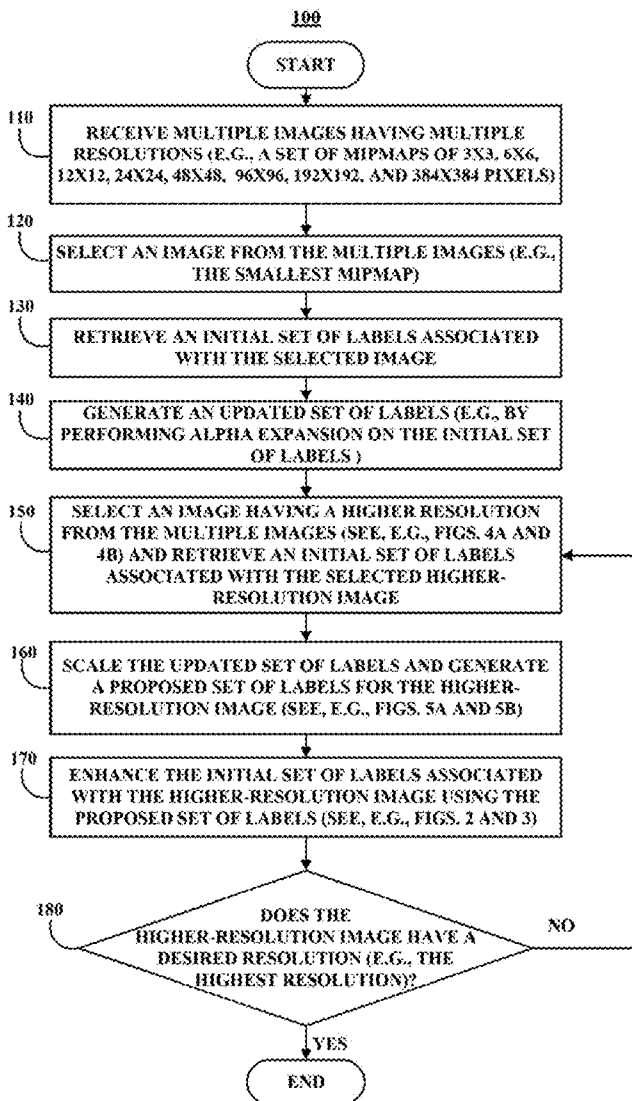 100
START
110
RECEIVE MULTIPLE IMAGES HAVING MULTIPLE
RESOLUTIONS (E.G., A SET OF MIPMAPS OF 3X3, 6X6,
12X12, 24X24, 48X48, 96X96, 192X192, AND 384X384 PIXELS)
120
SELECT AN IMAGE FROM THE MULTIPLE IMAGES (E.G.,
THE SMALLEST MIPMAP)
130
RETRIEVE AN INITIAL SET OF LABELS ASSOCIATED
WITH THE SELECTED IMAGE
140
GENERATE AN UPDATED SET OF LABELS (E.G., BY
PERFORMING ALPHA EXPANSION ON THE INITIAL SET
OF LABELS )
150
SELECT AN IMAGE HAVING A HIGHER RESOLUTION
FROM THE MULTIPLE IMAGES (SEE, E.G., FIGS. 4A AND
4B) AND RETRIEVE AN INITIAL SET OF LABELS
ASSOCIATED WITH THE SELECTED HIGHER-
RESOLUTION IMAGE
160
SCALE THE UPDATED SET OF LABELS AND GENERATE
A PROPOSED SET OF LABELS FOR THE HIGHER-
RESOLUTION IMAGE (SEE, E.G., FIGS. 5A AND 5B)
170
ENHANCE THE INITIAL SET OF LABELS ASSOCIATED
WITH THE HIGHER-RESOLUTION IMAGE USING THE
PROPOSED SET OF LABELS (SEE, E.G., FIGS. 2 AND 3)
180
DOES THE
HIGHER-RESOLUTION IMAGE HAVE A
DESIRED RESOLUTION (E.G., THE
HIGHEST RESOLUTION)?
NO
YES
END